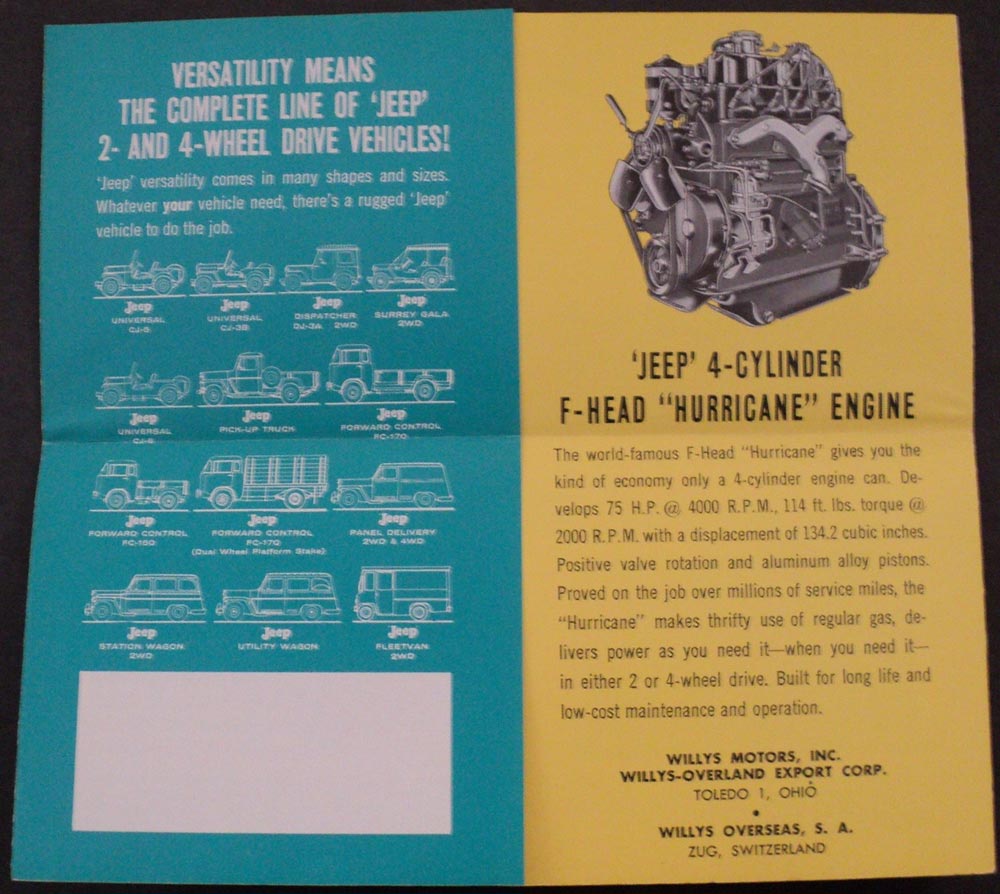 VERSATILITY MEANS
THE COMPLETE LINE OF 'JEEP'
2- AND 4-WHEEL DRIVE VEHICLES!
'Jeep' versatility comes in many shapes and sizes.
Whatever your vehicle need, there's a rugged 'Jeep'
vehicle to do the job.
Jeep
UNIVERSAL
CJ-5
Jeep
UNIVERSAL
CJ-3B
Jeep
DISPATCHER
DJ-3A 2WD
Jeep
SURREY GALA
2WD
Jeep
UNIVERSAL
CJ-6
Jeep
PICK-UP TRUCK
Jeep
FORWARD CONTROL
FC-170
Jeep
FORWARD CONTROL
FC-150
Jeep
FORWARD CONTROL
FC-170
(Dual Wheel Platform Stake)
Jeep
PANEL DELIVERY
2WD & 4WD
Jeep
STATION WAGON
2WD
Jeep
UTILITY WAGON
Jeep
FLEETVAN
2WD
'JEEP' 4-CYLINDER
F-HEAD "HURRICANE" ENGINE
The world-famous F-Head "Hurricane" gives you the
kind of economy only a 4-cylinder engine can. De-
velops 75 H.P. @ 4000 R.P.M., 114 ft. lbs. torque @
2000 R.P.M. with a displacement of 134.2 cubic inches.
Positive valve rotation and aluminum alloy pistons.
Proved on the job over millions of service miles, the
"Hurricane" makes thrifty use of regular gas, de-
livers power as you need it—when you need it—
in either 2 or 4-wheel drive. Built for long life and
low-cost maintenance and operation.
WILLYS MOTORS, INC.
WILLYS-OVERLAND EXPORT CORP.
TOLEDO 1, OHIO
•
WILLYS OVERSEAS, S. A.
ZUG, SWITZERLAND